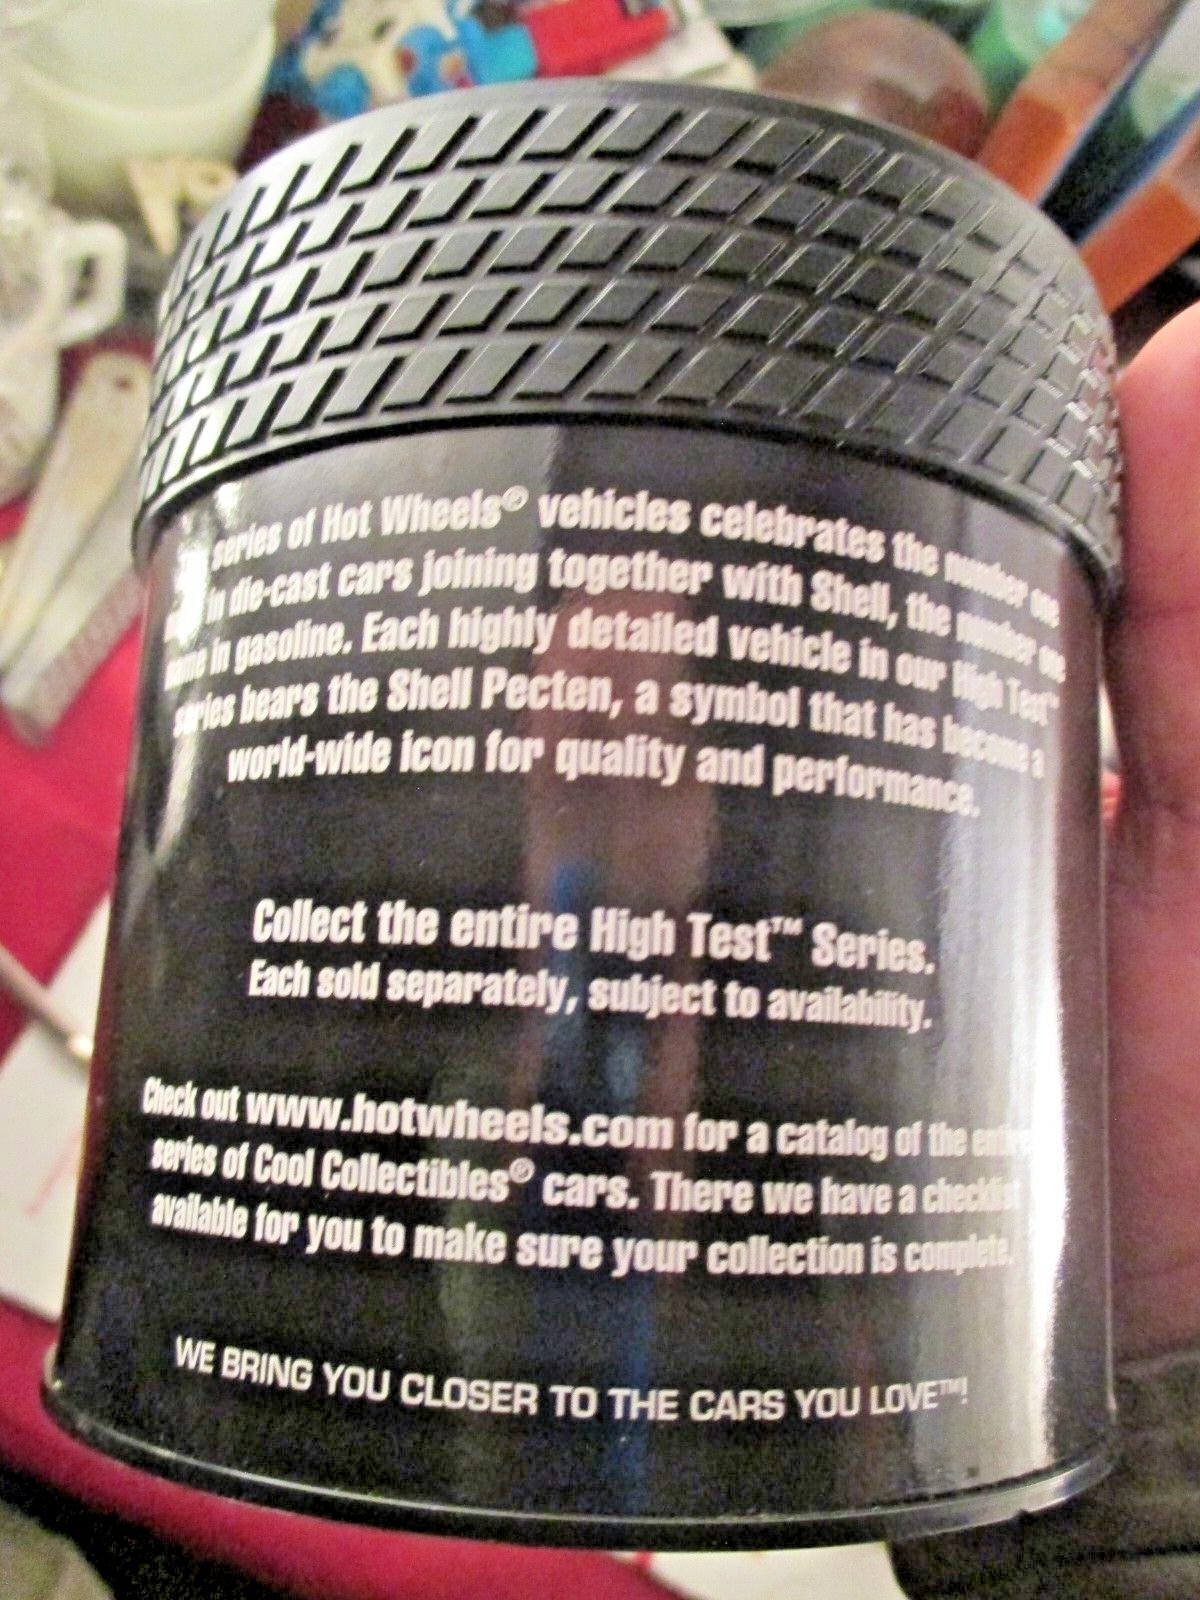 series of Hot Wheels® vehicles celebrates the number one
in die-cast cars joining together with Shell, the number one
name in gasoline. Each highly detailed vehicle in our High Test™
series bears the Shell Pecten, a symbol that has become a
world-wide icon for quality and performance.
Collect the entire High Test™ Series.
Each sold separately, subject to availability.
Check out www.hotwheels.com for a catalog of the entire
series of Cool Collectibles® cars. There we have a checklist
available for you to make sure your collection is complete.
WE BRING YOU CLOSER TO THE CARS YOU LOVE™!